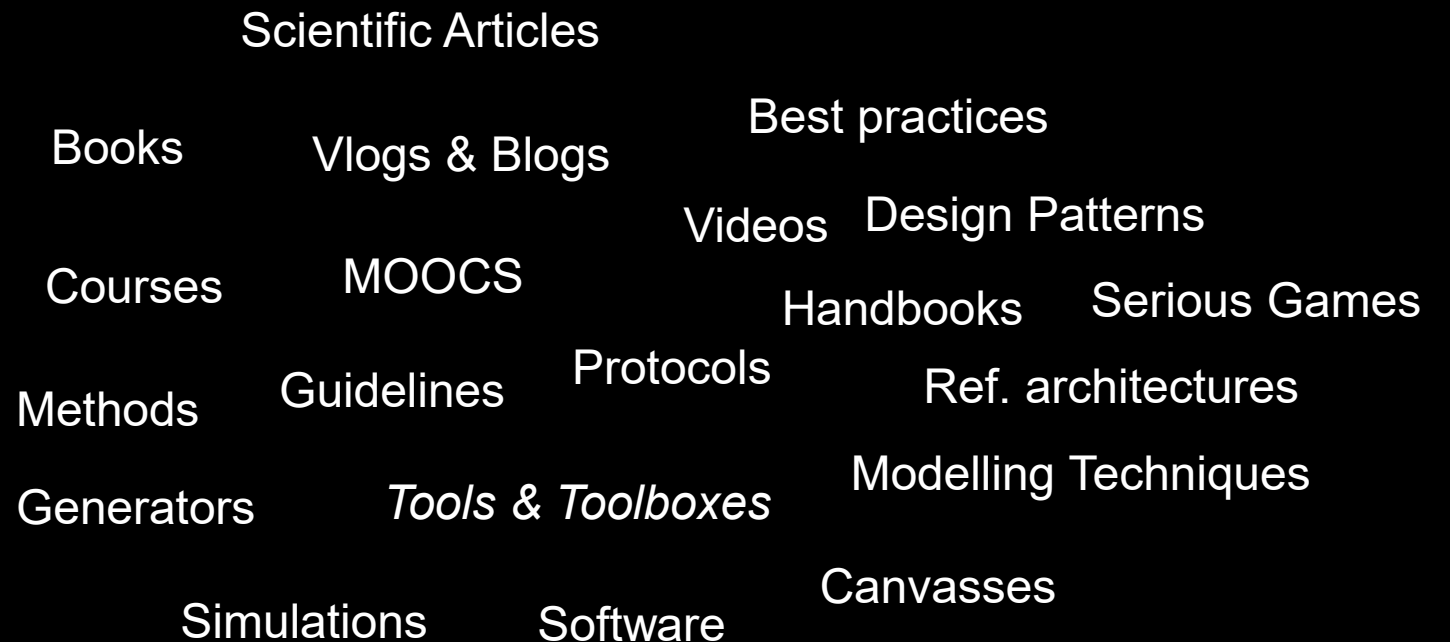 Scientific Articles
Best practices
Books
Vlogs & Blogs
Videos
Design Patterns
Courses
MOOCS
Handbooks
Serious Games
Protocols
Guidelines
Ref. architectures
Methods
Modelling Techniques
Generators
Tools & Toolboxes
Canvasses
Simulations
Software